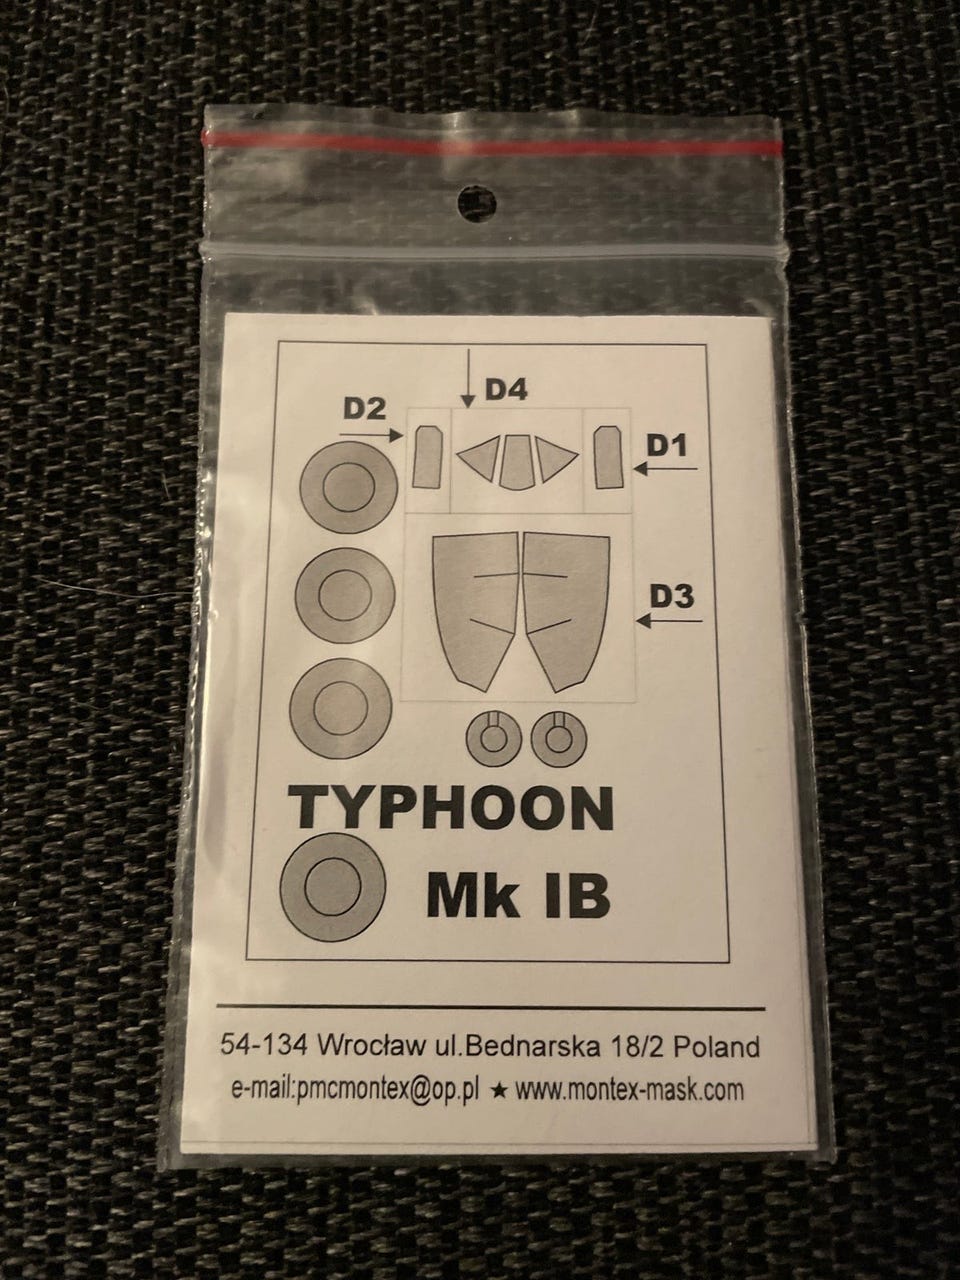 D4
D2
D1
D3
TYPHOON
Mk IB
54-134 Wrocław ul.Bednarska 18/2 Poland
e-mail:pmcmontex@op.pl ★ www.montex-mask.com